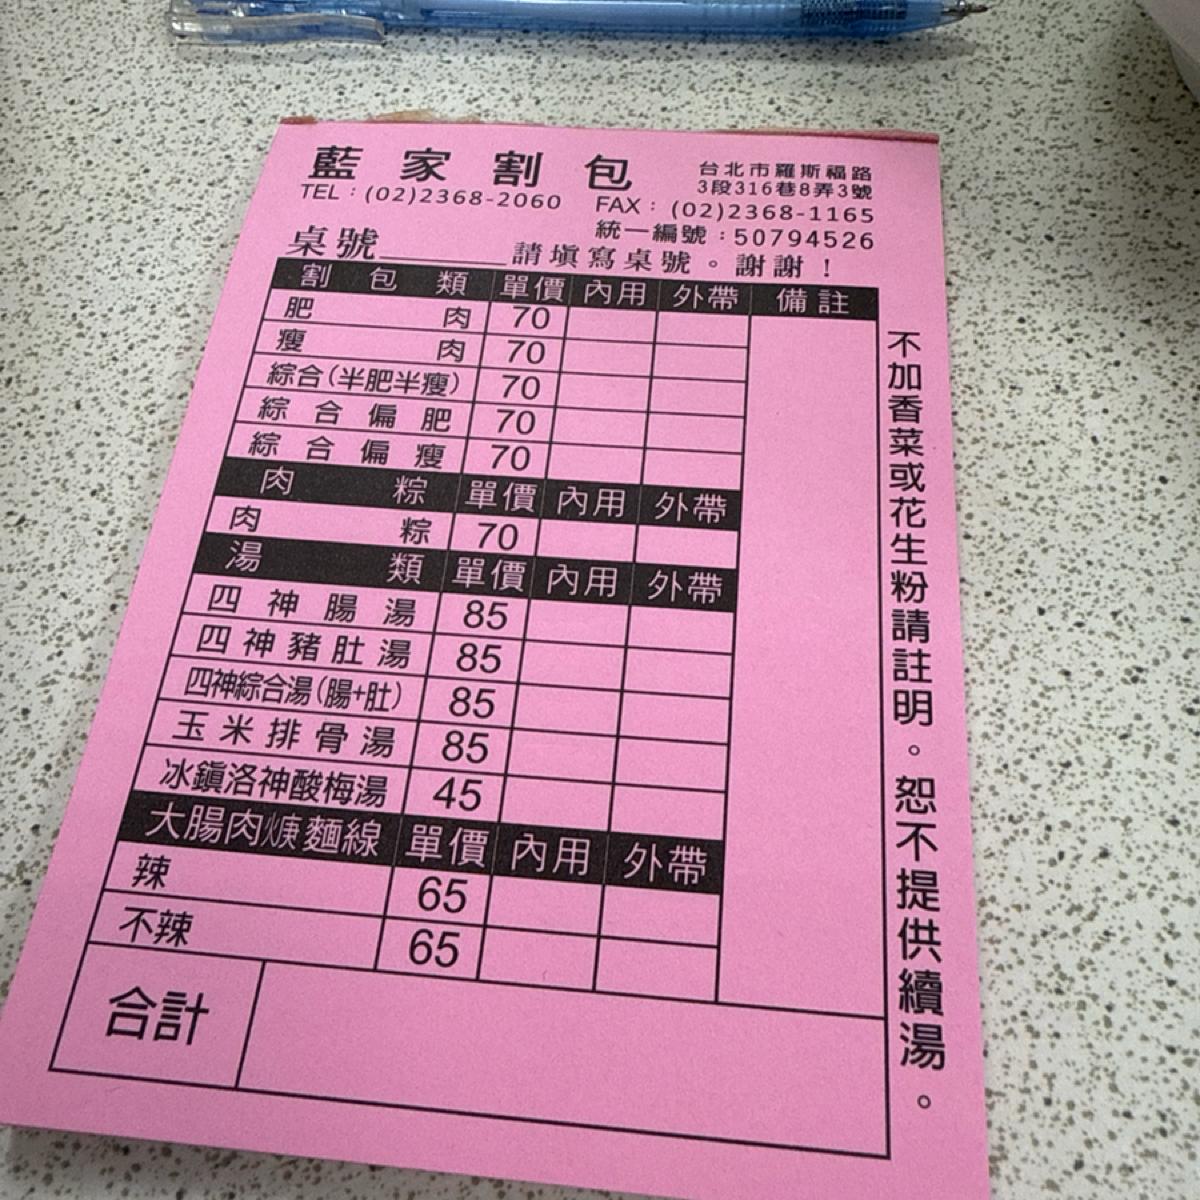 藍家割包
台北市羅斯福路
3段316巷8弄3號
TEL：(02)2368-2060 FAX：(02)2368-1165
統一編號：50794526
桌號______請填寫桌號。謝謝！
割包類 單價 內用 外帶 備註
肥肉 70
瘦肉 70
綜合(半肥半瘦) 70
綜合偏肥 70
綜合偏瘦 70
肉粽 單價 內用 外帶
肉粽 70
湯類 單價 內用 外帶
四神腸湯 85
四神豬肚湯 85
四神綜合湯(腸+肚) 85
玉米排骨湯 85
冰鎮洛神酸梅湯 45
大腸肉焿麵線 單價 內用 外帶
辣 65
不辣 65
合計
不加香菜或花生粉請註明。恕不提供續湯。